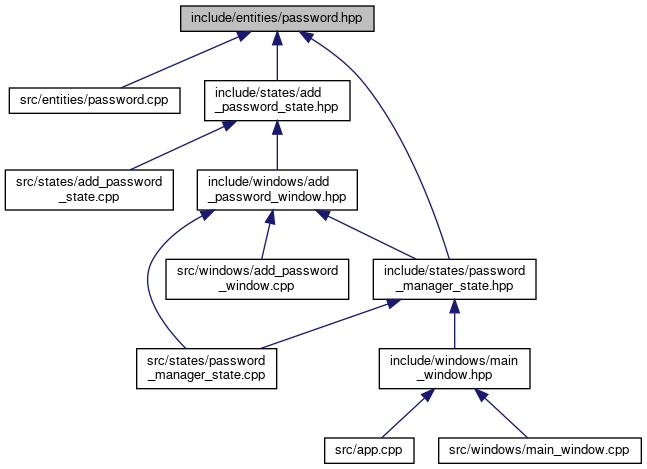 include/entities/password.hpp
src/entities/password.cpp
include/states/add
_password_state.hpp
src/states/add_password
_state.cpp
include/windows/add
_password_window.hpp
src/windows/add_password
_window.cpp
include/states/password
_manager_state.hpp
src/states/password
_manager_state.cpp
include/windows/main
_window.hpp
src/app.cpp
src/windows/main_window.cpp